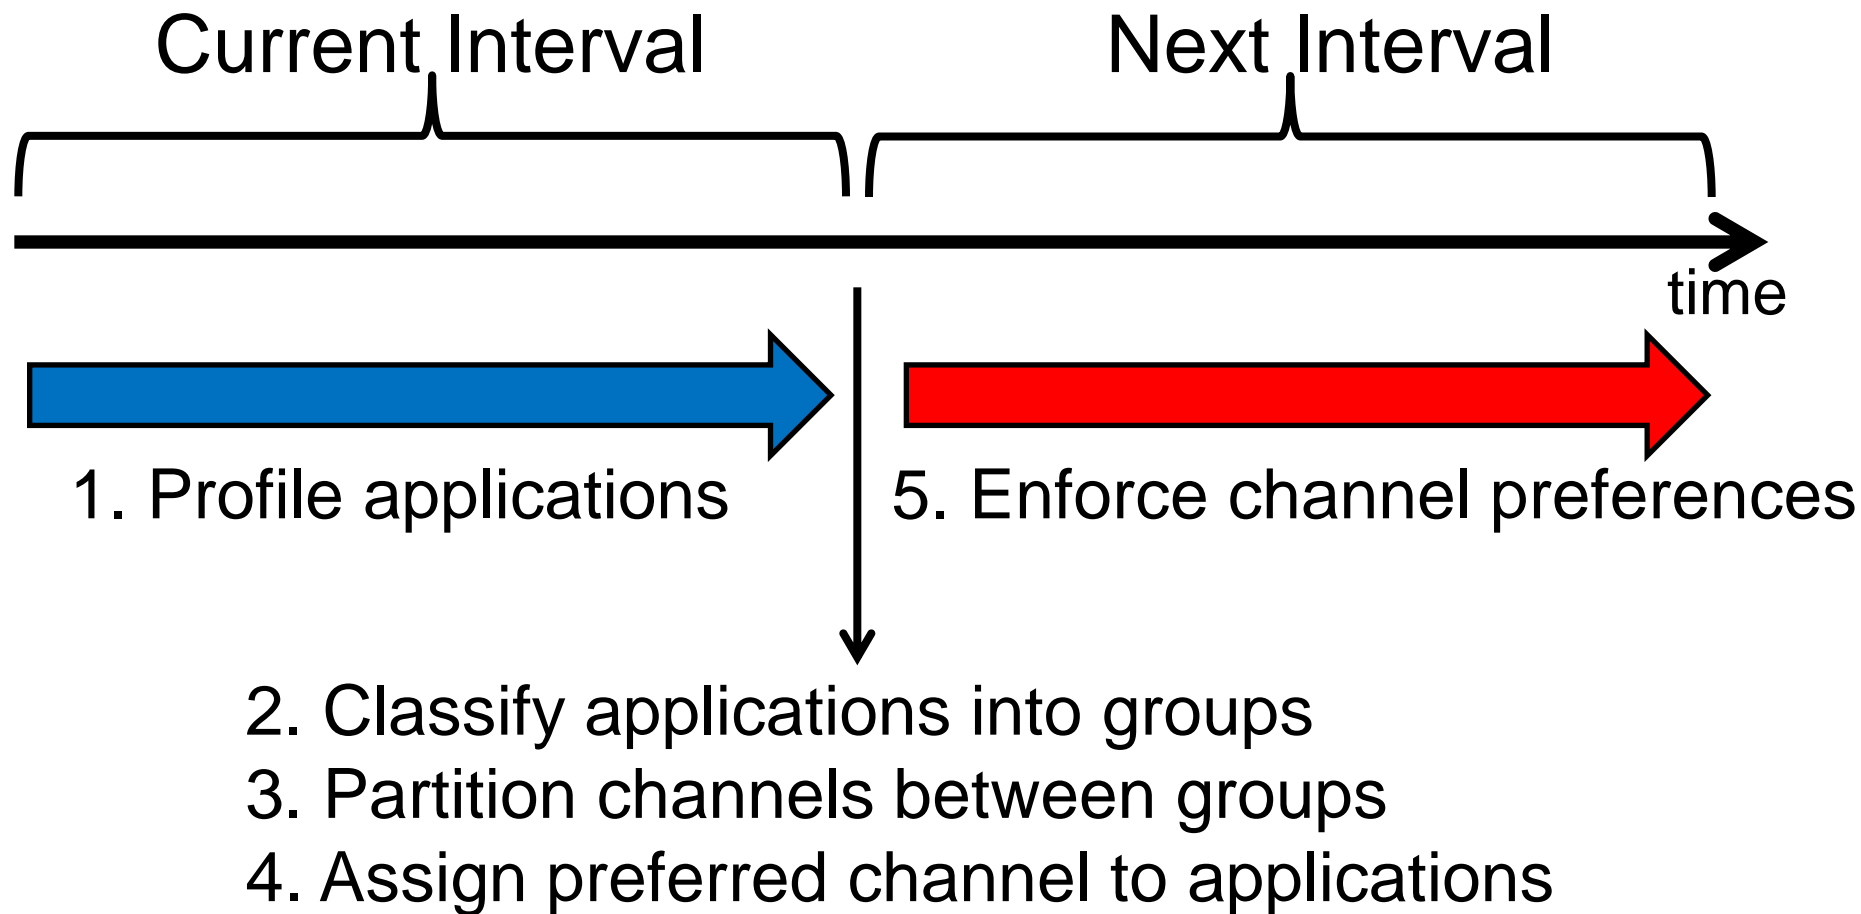 Current Interval
Next Interval
time
1. Profile applications
5. Enforce channel preferences
2. Classify applications into groups
3. Partition channels between groups
4. Assign preferred channel to applications